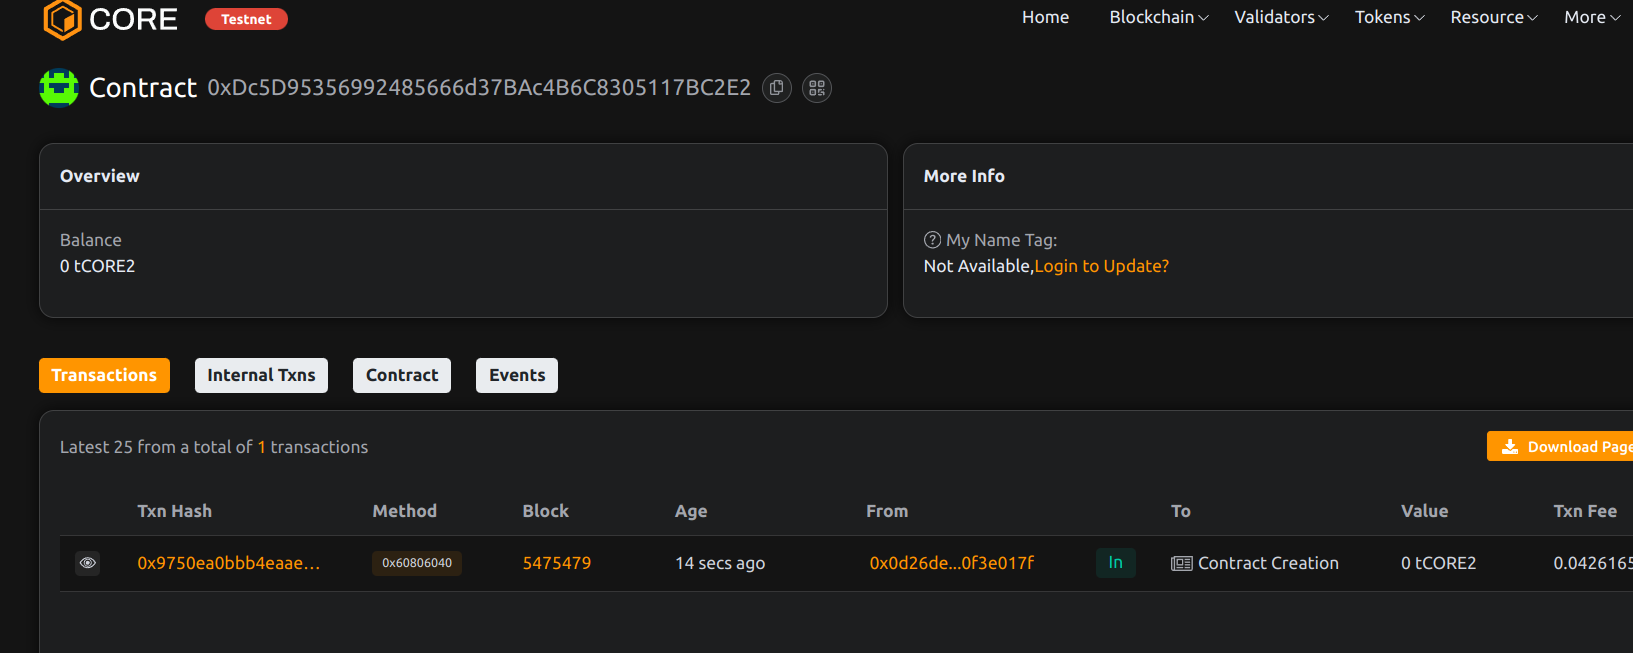 CORE Testnet Home Blockchain Validators Tokens Resource More
Contract 0xDc5D95356992485666d37BAc4B6C8305117BC2E2
Overview
Balance
0 tCORE2
More Info
My Name Tag:
Not Available,Login to Update?
Transactions Internal Txns Contract Events
Latest 25 from a total of 1 transactions
Download Page
Txn Hash Method Block Age From To Value Txn Fee
0x9750ea0bbb4eaae... 0x60806040 5475479 14 secs ago 0x0d26de...0f3e017f In Contract Creation 0 tCORE2 0.0426165